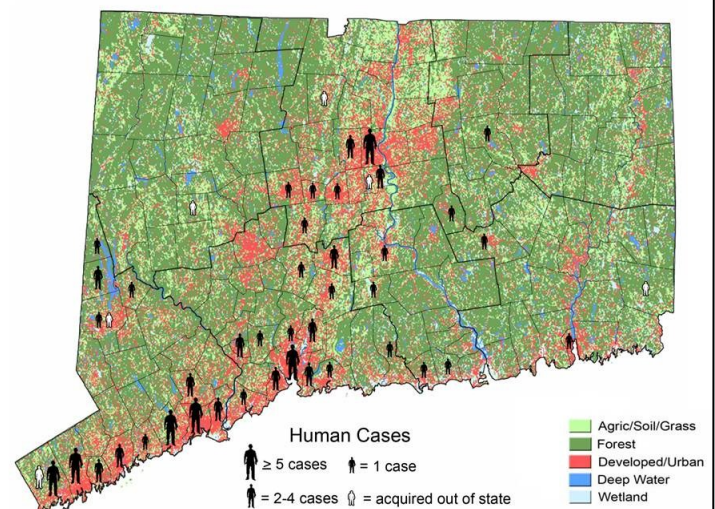 Human Cases
≥ 5 cases = 1 case
= 2-4 cases = acquired out of state
Agric/Soil/Grass
Forest
Developed/Urban
Deep Water
Wetland